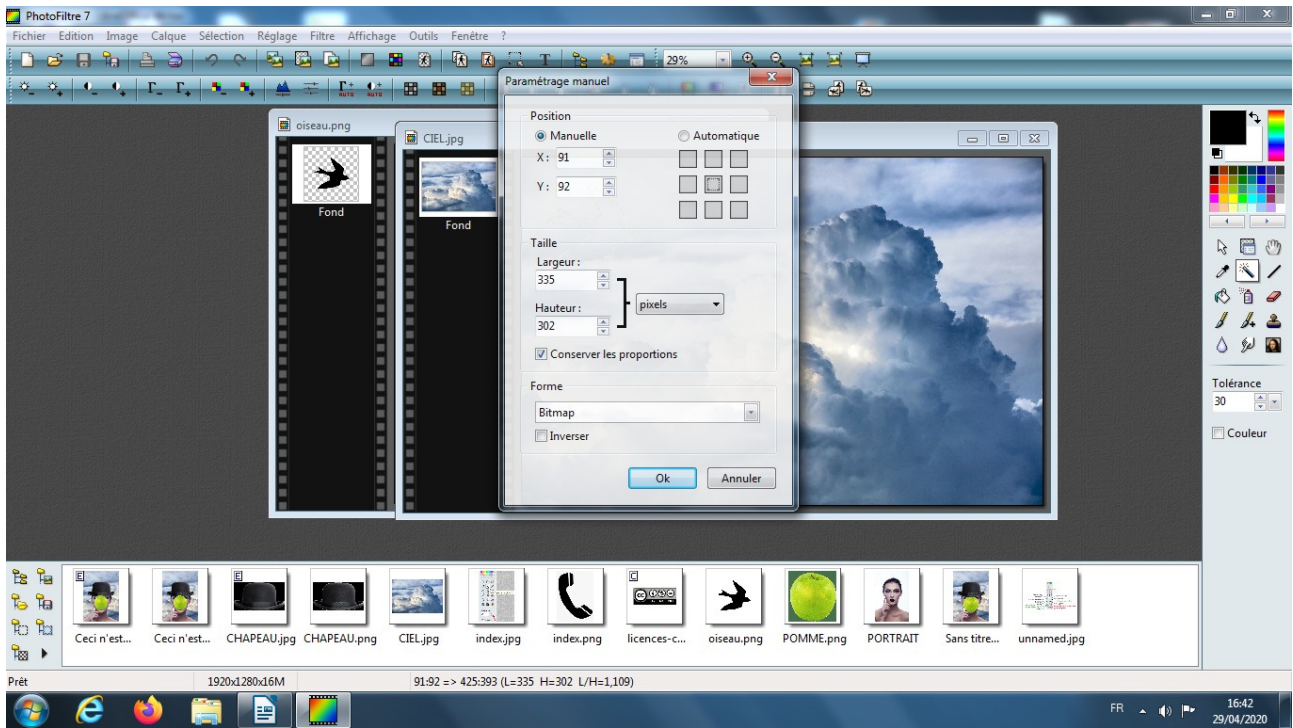 PhotoFiltre 7
Fichier Edition Image Calque Sélection Réglage Filtre Affichage Outils Fenêtre ?
T 29%
AUTO AUTO
oiseau.png
Fond
CIEL.jpg
Fond
Paramétrage manuel
Position
Manuelle Automatique
X: 91
Y: 92
Taille
Largeur :
335
Hauteur :
302
pixels
Conserver les proportions
Forme
Bitmap
Inverser
Ok Annuler
Tolérance
30
Couleur
E E C
Ceci n'est... Ceci n'est... CHAPEAU.jpg CHAPEAU.png CIEL.jpg index.jpg index.png licences-c... oiseau.png POMME.png PORTRAIT Sans titre... unnamed.jpg
Prêt 1920x1280x16M 91:92 => 425:393 (L=335 H=302 L/H=1,109)
FR 16:42
29/04/2020